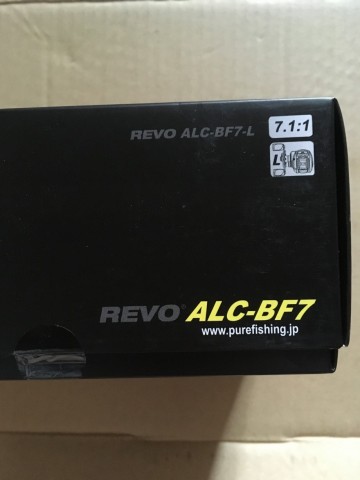 REVO ALC-BF7-L
7.1:1
L
REVO ALC-BF7
www.purefishing.jp